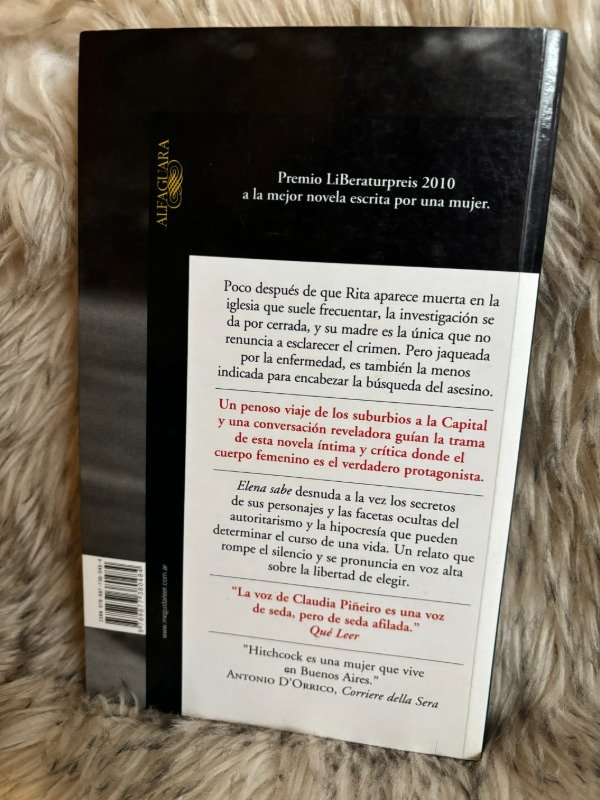 ALFAGUARA
Premio LiBeraturpreis 2010
a la mejor novela escrita por una mujer.
Poco después de que Rita aparece muerta en la
iglesia que suele frecuentar, la investigación se
da por cerrada, y su madre es la única que no
renuncia a esclarecer el crimen. Pero jaqueada
por la enfermedad, es también la menos
indicada para encabezar la búsqueda del asesino.
Un penoso viaje de los suburbios a la Capital
y una conversación reveladora guían la trama
de esta novela íntima y crítica donde el
cuerpo femenino es el verdadero protagonista.
Elena sabe desnuda a la vez los secretos
de sus personajes y las facetas ocultas del
autoritarismo y la hipocresía que pueden
determinar el curso de una vida. Un relato que
rompe el silencio y se pronuncia en voz alta
sobre la libertad de elegir.
“La voz de Claudia Piñeiro es una voz
de seda, pero de seda afilada.”
Qué Leer
“Hitchcock es una mujer que vive
en Buenos Aires.”
ANTONIO D’ORRICO, Corriere della Sera
www.megustaleer.com.ar